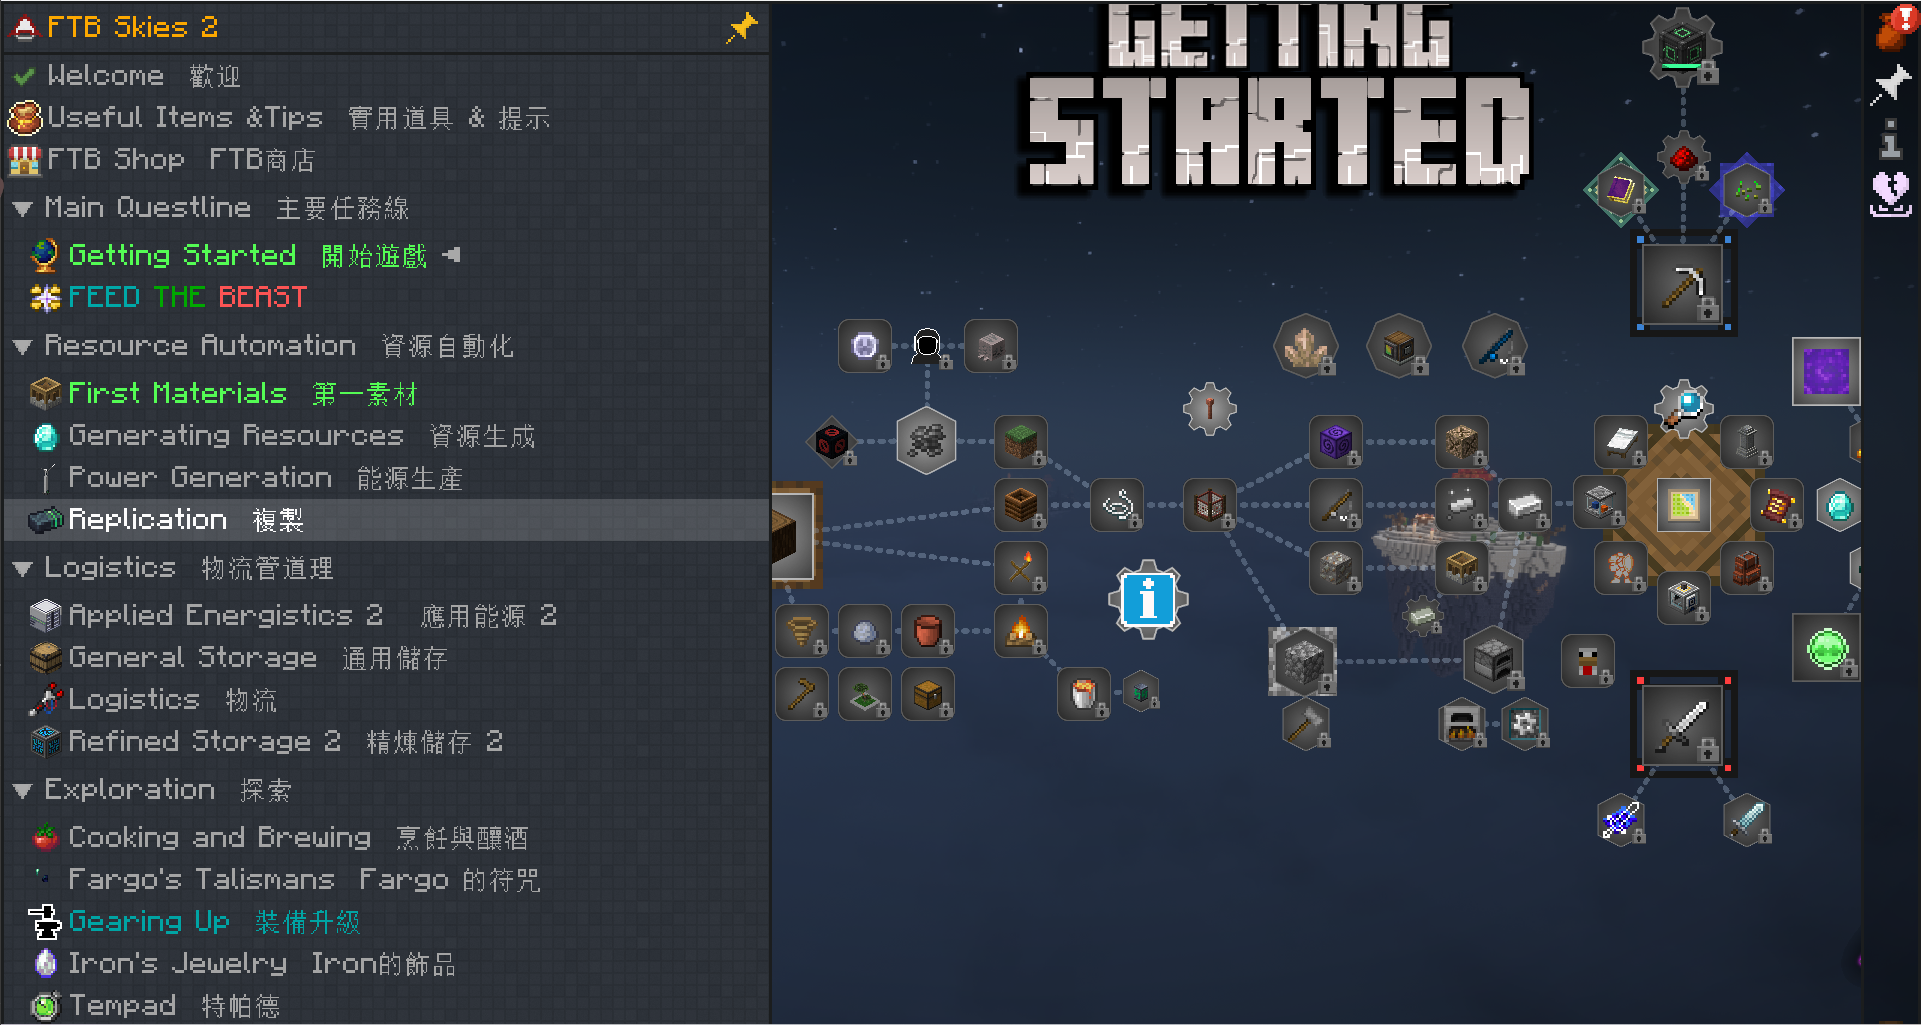 FTB Skies 2
Welcome 歡迎
Useful Items &Tips 實用道具 & 提示
FTB Shop FTB商店
Main Questline 主要任務線
Getting Started 開始遊戲
FEED THE BEAST
Resource Automation 資源自動化
First Materials 第一素材
Generating Resources 資源生成
Power Generation 能源生產
Replication 複製
Logistics 物流管道理
Applied Energistics 2 應用能源 2
General Storage 通用儲存
Logistics 物流
Refined Storage 2 精煉儲存 2
Exploration 探索
Cooking and Brewing 烹飪與釀酒
Fargo's Talismans Fargo 的符咒
Gearing Up 裝備升級
Iron's Jewelry Iron的飾品
Tempad 特帕德
GETTING
STARTED